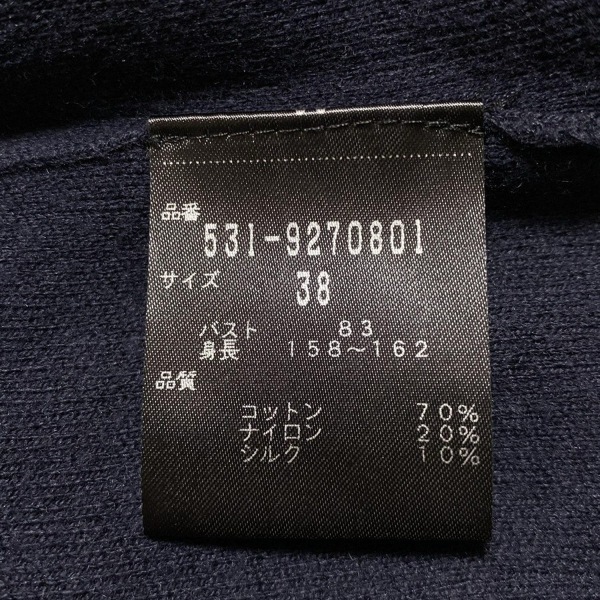 品番
531-9270801
サイズ
38
バスト 83
身長 158～162
品質
コットン 70%
ナイロン 20%
シルク 10%